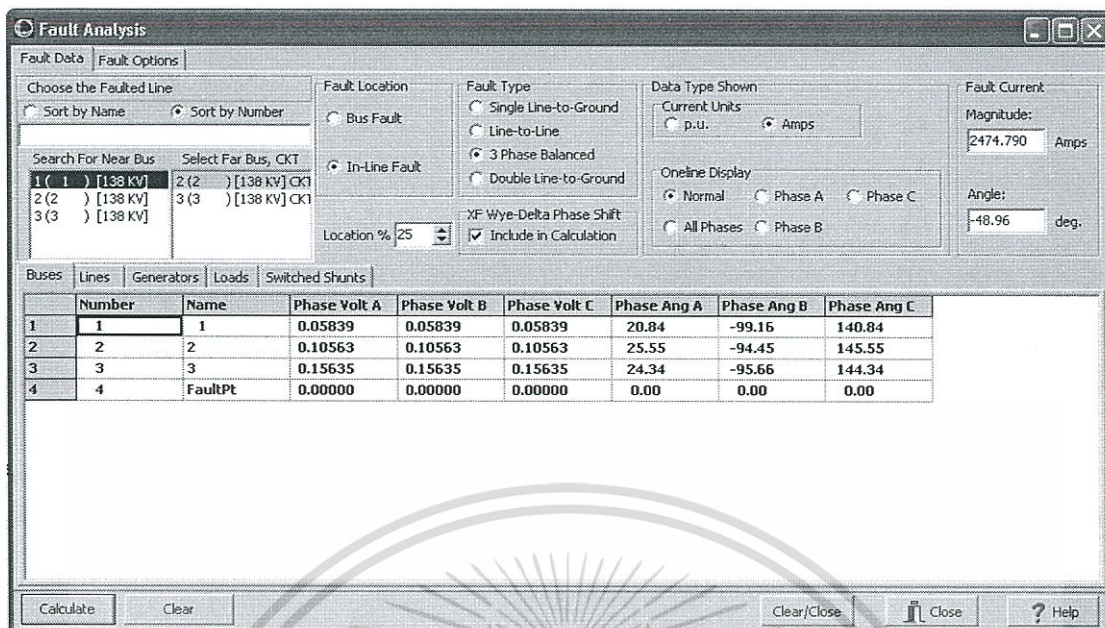 Fault Analysis
Fault Data Fault Options
Choose the Faulted Line
Sort by Name Sort by Number
Search For Near Bus Select Far Bus, CKT
1 ( 1 ) [138 KV] 2 (2 ) [138 KV] CKT
2 (2 ) [138 KV] 3 (3 ) [138 KV] CKT
3 (3 ) [138 KV]
Fault Location
Bus Fault
In-Line Fault
Location % 25
Fault Type
Single Line-to-Ground
Line-to-Line
3 Phase Balanced
Double Line-to-Ground
XF Wye-Delta Phase Shift
Include in Calculation
Data Type Shown
Current Units
p.u. Amps
Oneline Display
Normal Phase A Phase C
All Phases Phase B
Fault Current
Magnitude:
2474.790 Amps
Angle:
-48.96 deg.
Buses Lines Generators Loads Switched Shunts
Number Name Phase Volt A Phase Volt B Phase Volt C Phase Ang A Phase Ang B Phase Ang C
1 1 1 0.05839 0.05839 0.05839 20.84 -99.16 140.84
2 2 2 0.10563 0.10563 0.10563 25.55 -94.45 145.55
3 3 3 0.15635 0.15635 0.15635 24.34 -95.66 144.34
4 4 FaultPt 0.00000 0.00000 0.00000 0.00 0.00 0.00
Calculate Clear Clear/Close Close ? Help